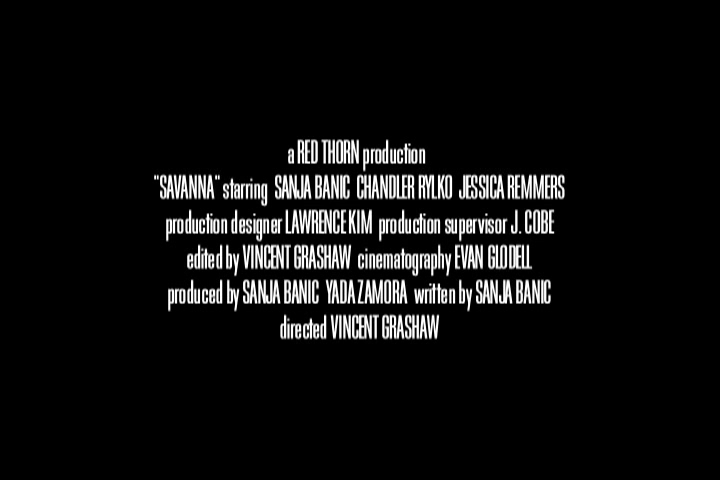 a RED THORN production
"SAVANNA" starring SANJA BANIC CHANDLER RYLKO JESSICA REMMERS
production designer LAWRENCE KIM production supervisor J. COBE
edited by VINCENT GRASHAW cinematography EVAN GLODELL
produced by SANJA BANIC YADA ZAMORA written by SANJA BANIC
directed VINCENT GRASHAW